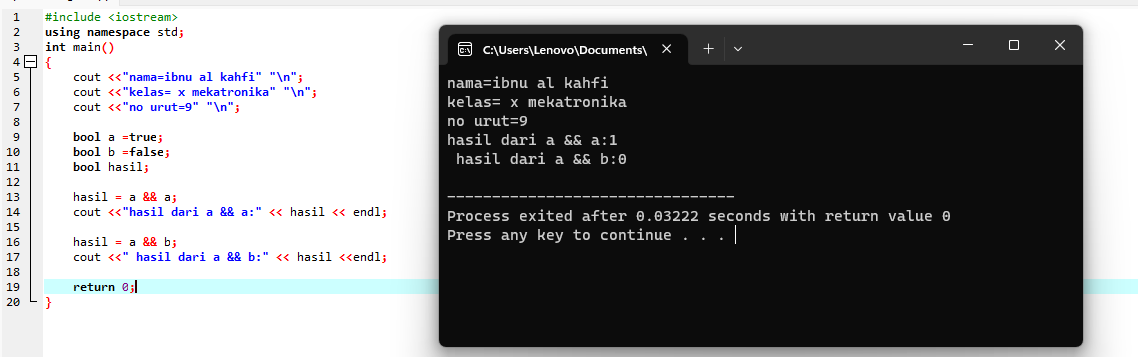 1 #include <iostream>
2 using namespace std;
3 int main()
4 {
5 cout <<"nama=ibnu al kahfi" "\n";
6 cout <<"kelas= x mekatronika" "\n";
7 cout <<"no urut=9" "\n";
8
9 bool a =true;
10 bool b =false;
11 bool hasil;
12
13 hasil = a && a;
14 cout <<"hasil dari a && a:" << hasil << endl;
15
16 hasil = a && b;
17 cout <<" hasil dari a && b:" << hasil <<endl;
18
19 return 0;
20 }
C:\Users\Lenovo\Documents\
nama=ibnu al kahfi
kelas= x mekatronika
no urut=9
hasil dari a && a:1
 hasil dari a && b:0
--------------------------------
Process exited after 0.03222 seconds with return value 0
Press any key to continue . . .